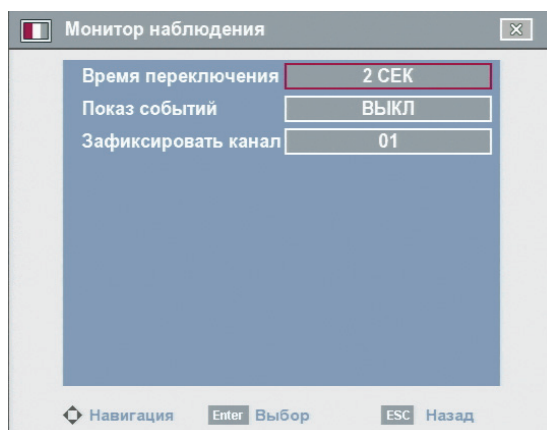 Монитор наблюдения
Время переключения 2 СЕК
Показ событий ВЫКЛ
Зафиксировать канал 01
Навигация Enter Выбор ESC Назад